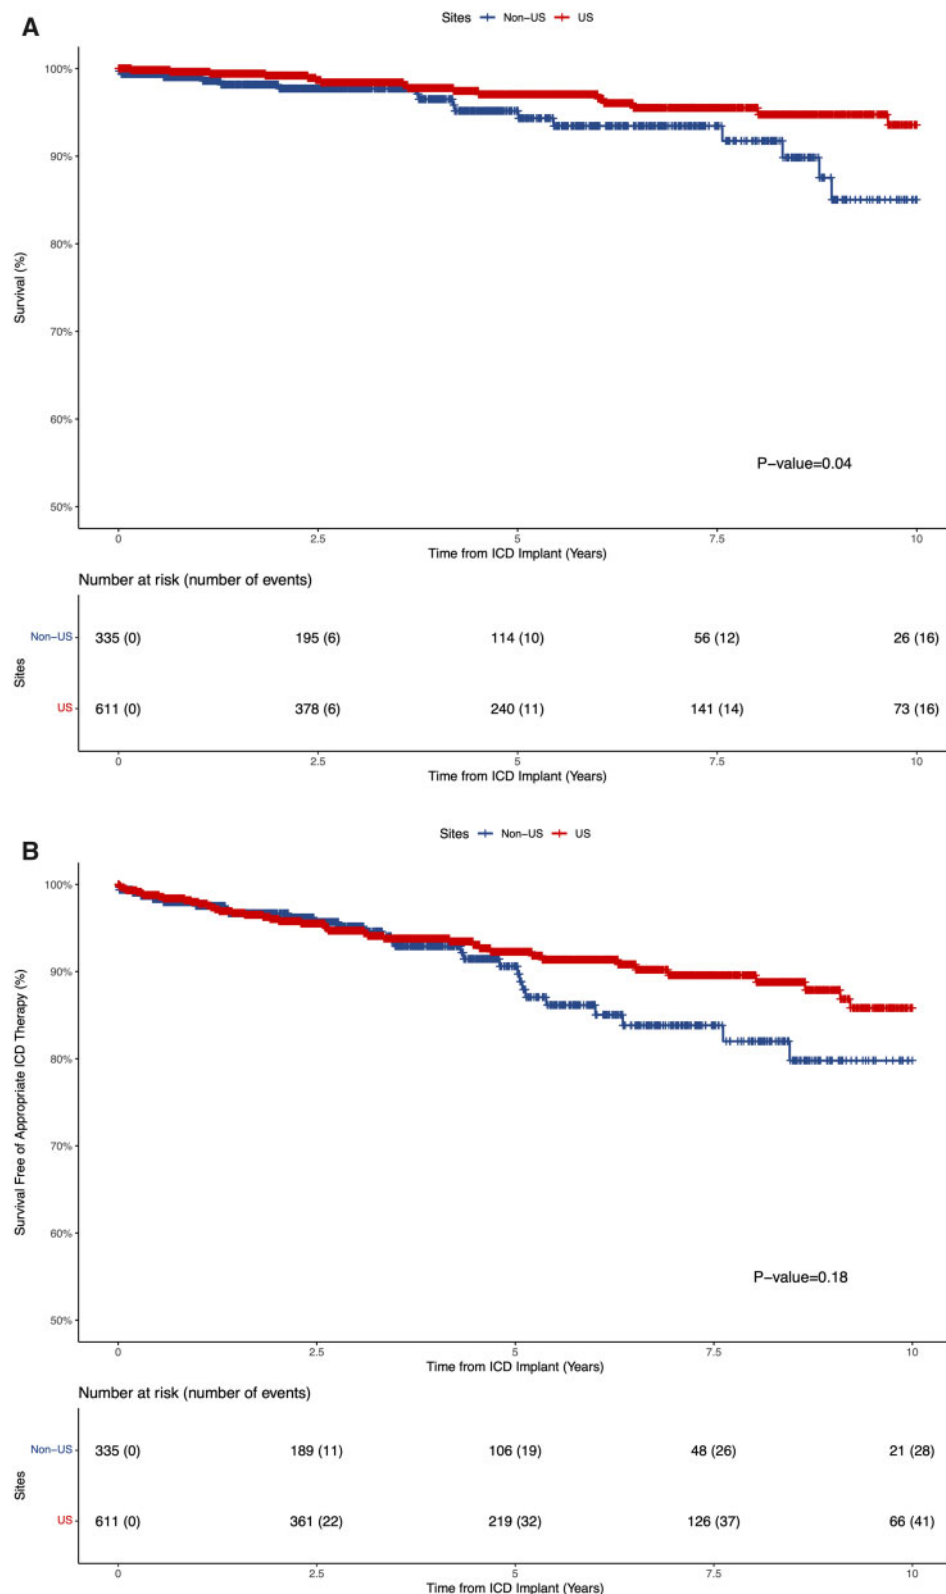 A
Sites Non-US US
100%
90%
80%
70%
60%
50%
Survival (%)
P-value=0.04
0 2.5 5 7.5 10
Time from ICD Implant (Years)
Number at risk (number of events)
Sites
Non-US 335 (0) 195 (6) 114 (10) 56 (12) 26 (16)
US 611 (0) 378 (6) 240 (11) 141 (14) 73 (16)
0 2.5 5 7.5 10
Time from ICD Implant (Years)
B
Sites Non-US US
100%
90%
80%
70%
60%
50%
Survival Free of Appropriate ICD Therapy (%)
P-value=0.18
0 2.5 5 7.5 10
Time from ICD Implant (Years)
Number at risk (number of events)
Sites
Non-US 335 (0) 189 (11) 106 (19) 48 (26) 21 (28)
US 611 (0) 361 (22) 219 (32) 126 (37) 66 (41)
0 2.5 5 7.5 10
Time from ICD Implant (Years)